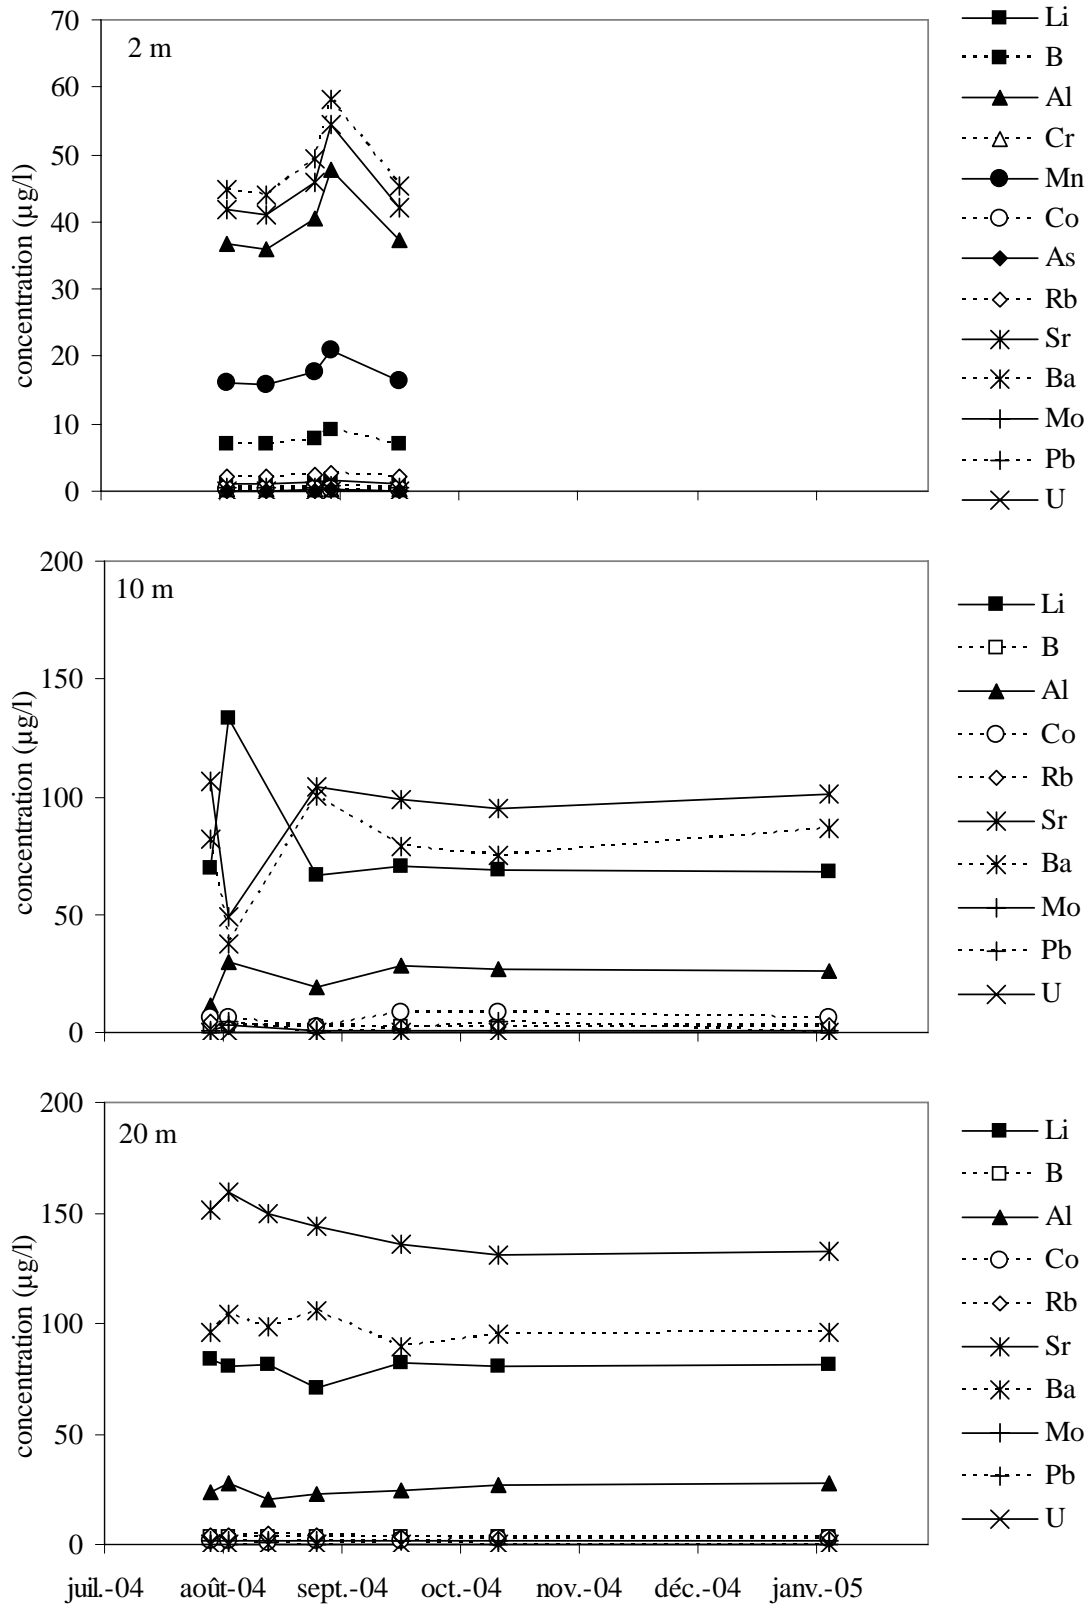 70
60
50
40
30
20
10
0
concentration (µg/l)
2 m
Li
B
Al
Cr
Mn
Co
As
Rb
Sr
Ba
Mo
Pb
U
200
150
100
50
0
concentration (µg/l)
10 m
Li
B
Al
Co
Rb
Sr
Ba
Mo
Pb
U
200
150
100
50
0
concentration (µg/l)
20 m
Li
B
Al
Co
Rb
Sr
Ba
Mo
Pb
U
juil.-04 août-04 sept.-04 oct.-04 nov.-04 déc.-04 janv.-05